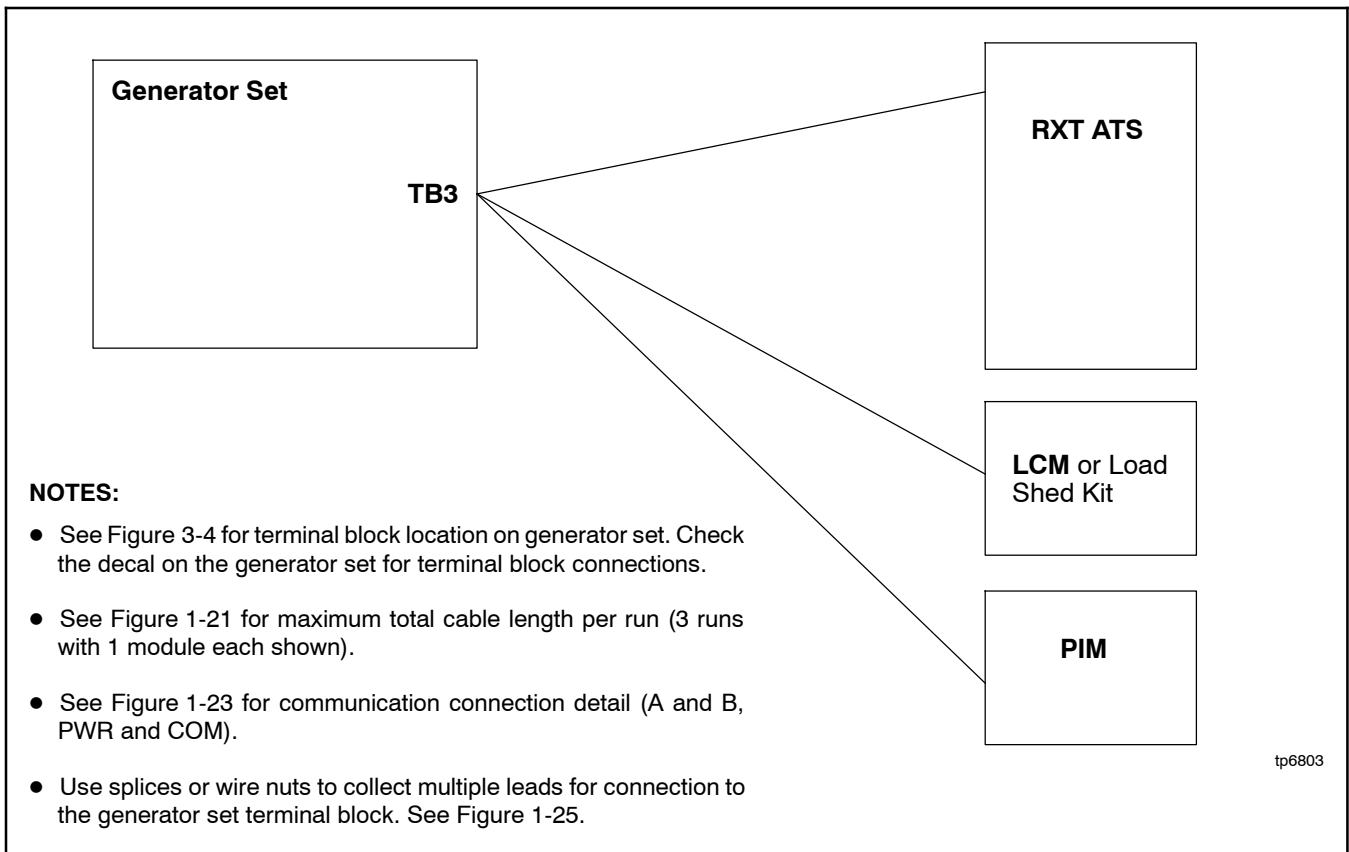 Generator Set
TB3
RXT ATS
LCM or Load
Shed Kit
PIM
NOTES:
● See Figure 3-4 for terminal block location on generator set. Check
the decal on the generator set for terminal block connections.
● See Figure 1-21 for maximum total cable length per run (3 runs
with 1 module each shown).
● See Figure 1-23 for communication connection detail (A and B,
PWR and COM).
● Use splices or wire nuts to collect multiple leads for connection to
the generator set terminal block. See Figure 1-25.
tp6803